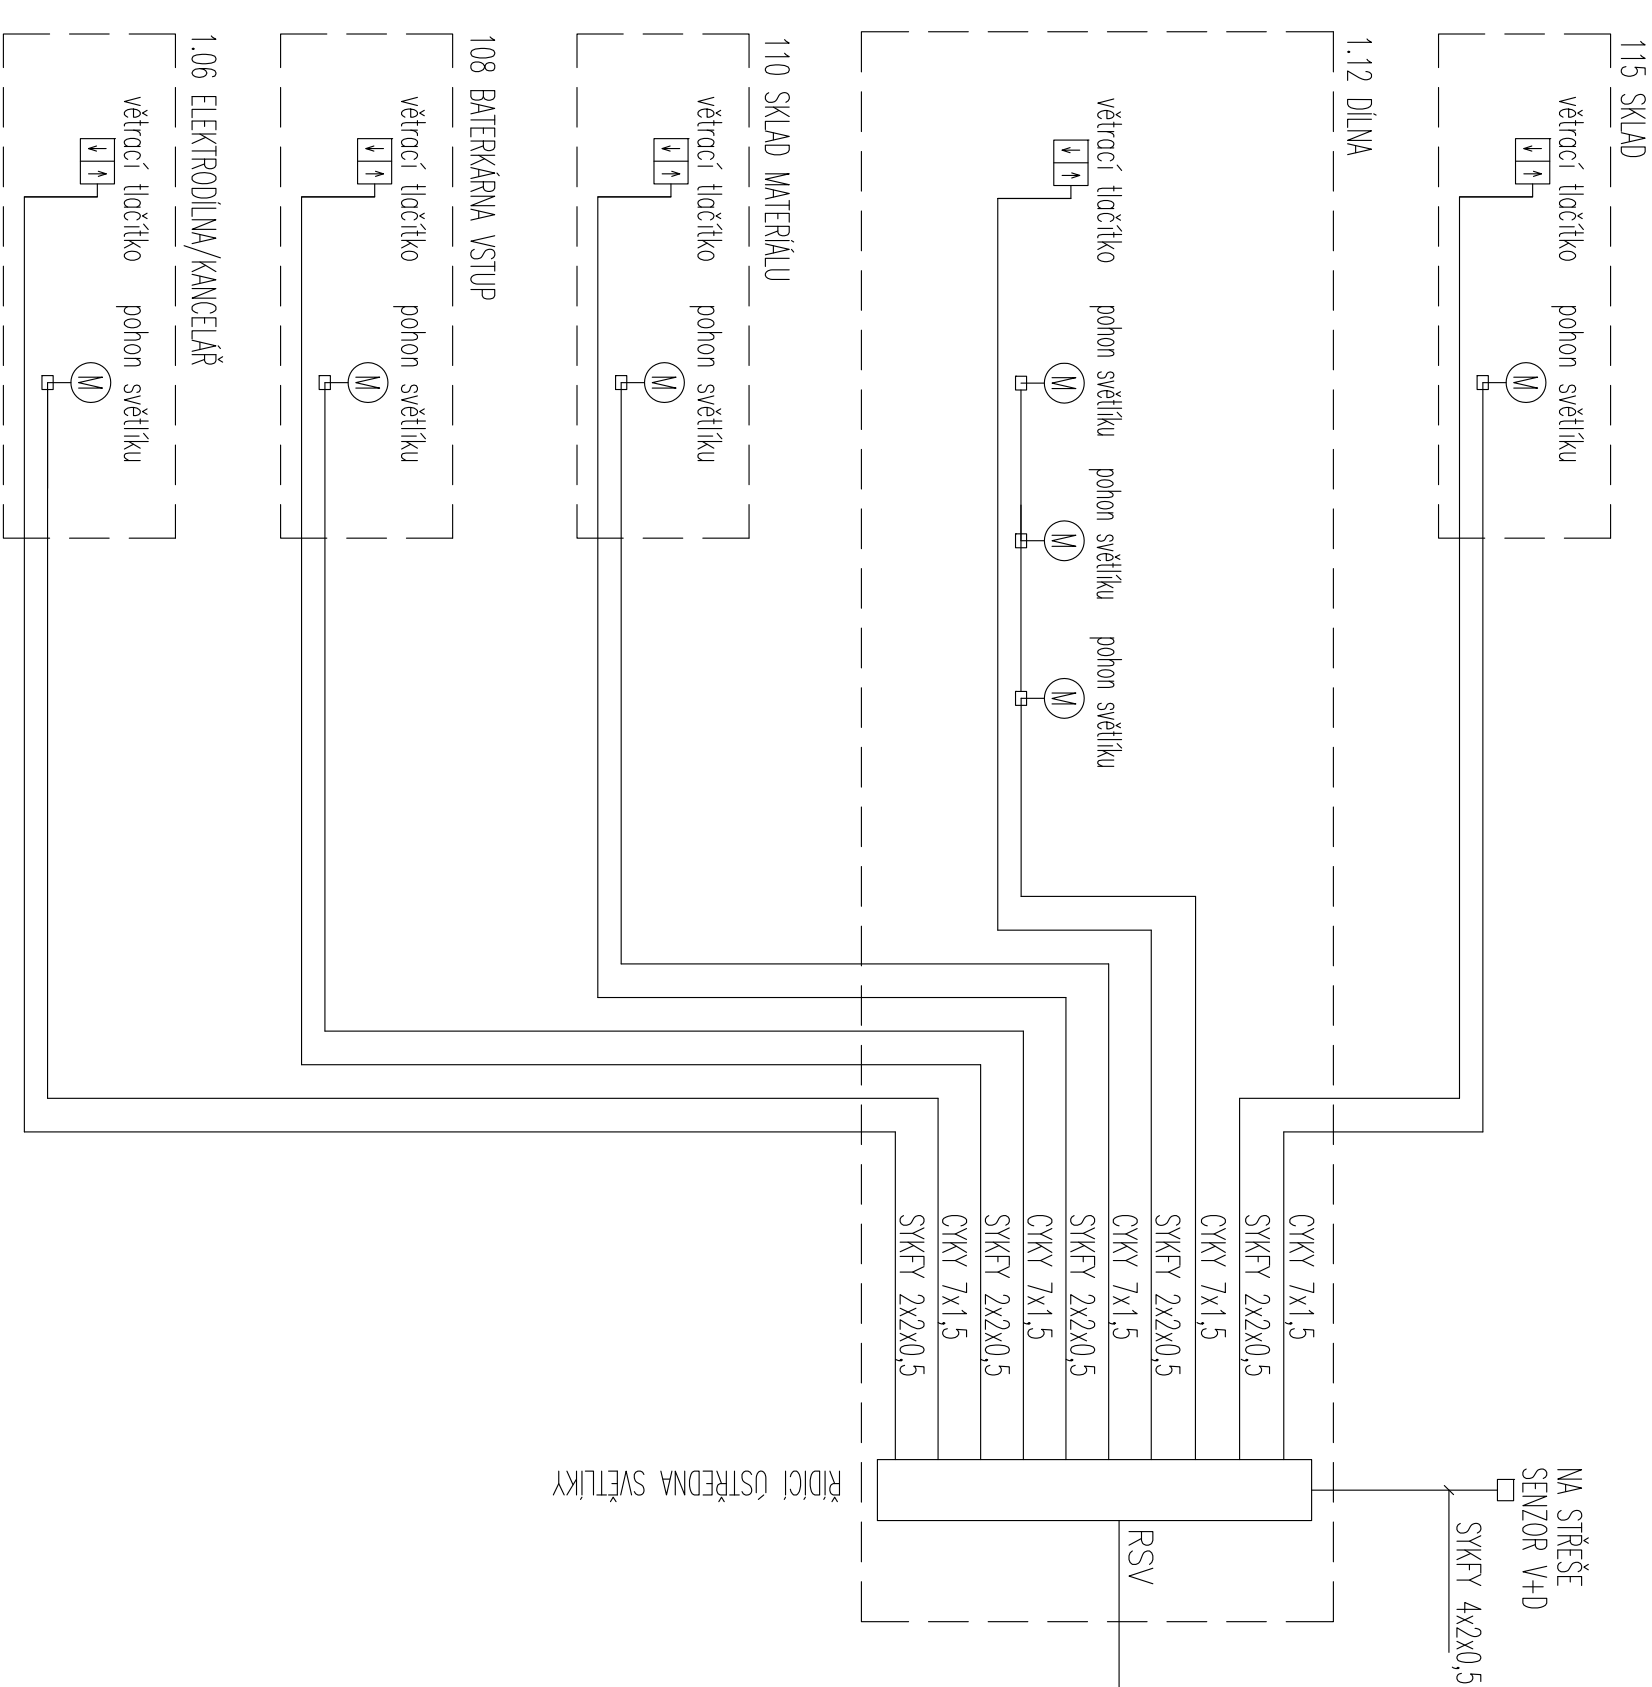 115 SKLAD
větrací tlačítko
pohon světlíku
M
1.12 DÍLNA
větrací tlačítko
pohon světlíku
pohon světlíku
pohon světlíku
M
M
M
110 SKLAD MATERÍÁLU
větrací tlačítko
pohon světlíku
M
108 BATERKÁRNA VSTUP
větrací tlačítko
pohon světlíku
M
1.06 ELEKTRODÍLNA/KANCELÁŘ
větrací tlačítko
pohon světlíku
M
CYKY 7x1,5
SYKFY 2x2x0,5
CYKY 7x1,5
SYKFY 2x2x0,5
CYKY 7x1,5
SYKFY 2x2x0,5
CYKY 7x1,5
SYKFY 2x2x0,5
CYKY 7x1,5
SYKFY 2x2x0,5
NA STŘEŠE
SENZOR V+D
SYKFY 4x2x0,5
RSV
ŘÍDÍCÍ ÚSTŘEDNA SVĚTLÍKY